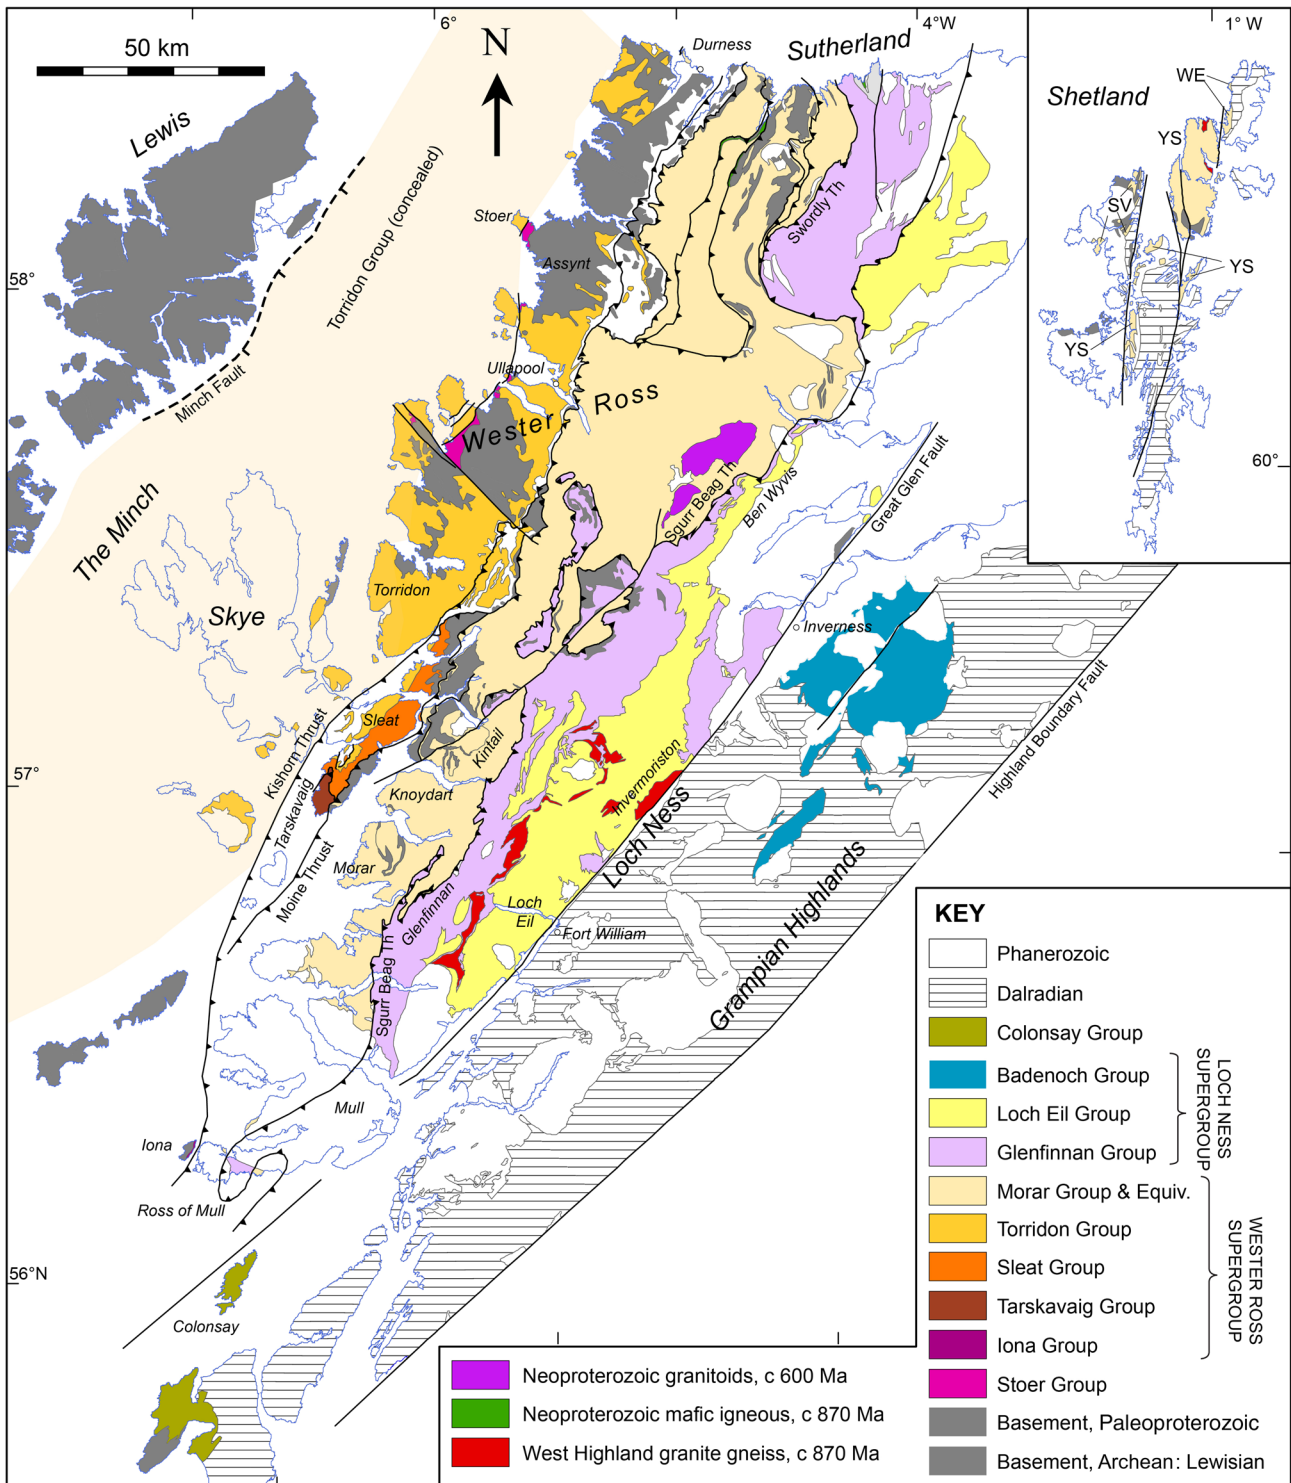 6°
4°W
1° W
50 km
N
Durness
Sutherland
Shetland
WE
Lewis
YS
Torridon Group (concealed)
Stoer
Swordly Th
SV
Assynt
58°
YS
Minch Fault
Ullapool
YS
Wester Ross
The Minch
Sgurr Beag Th
Ben Wyvis
Great Glen Fault
60°
Torridon
Skye
Inverness
Sleat
Kishorn Thrust
Kintail
Highland Boundary Fault
57°
Tarskavaig
Knoydart
Invermoriston
Loch Ness
Morar
Moine Thrust
Glenfinnan
Loch
Eil
Fort William
Grampian Highlands
Sgurr Beag Th
Mull
Iona
Ross of Mull
56°N
Colonsay
KEY
Phanerozoic
Dalradian
Colonsay Group
Badenoch Group
Loch Eil Group
Glenfinnan Group
LOCH NESS
SUPERGROUP
Morar Group & Equiv.
Torridon Group
Sleat Group
Tarskavaig Group
Iona Group
WESTER ROSS
SUPERGROUP
Stoer Group
Basement, Paleoproterozoic
Basement, Archean: Lewisian
Neoproterozoic granitoids, c 600 Ma
Neoproterozoic mafic igneous, c 870 Ma
West Highland granite gneiss, c 870 Ma